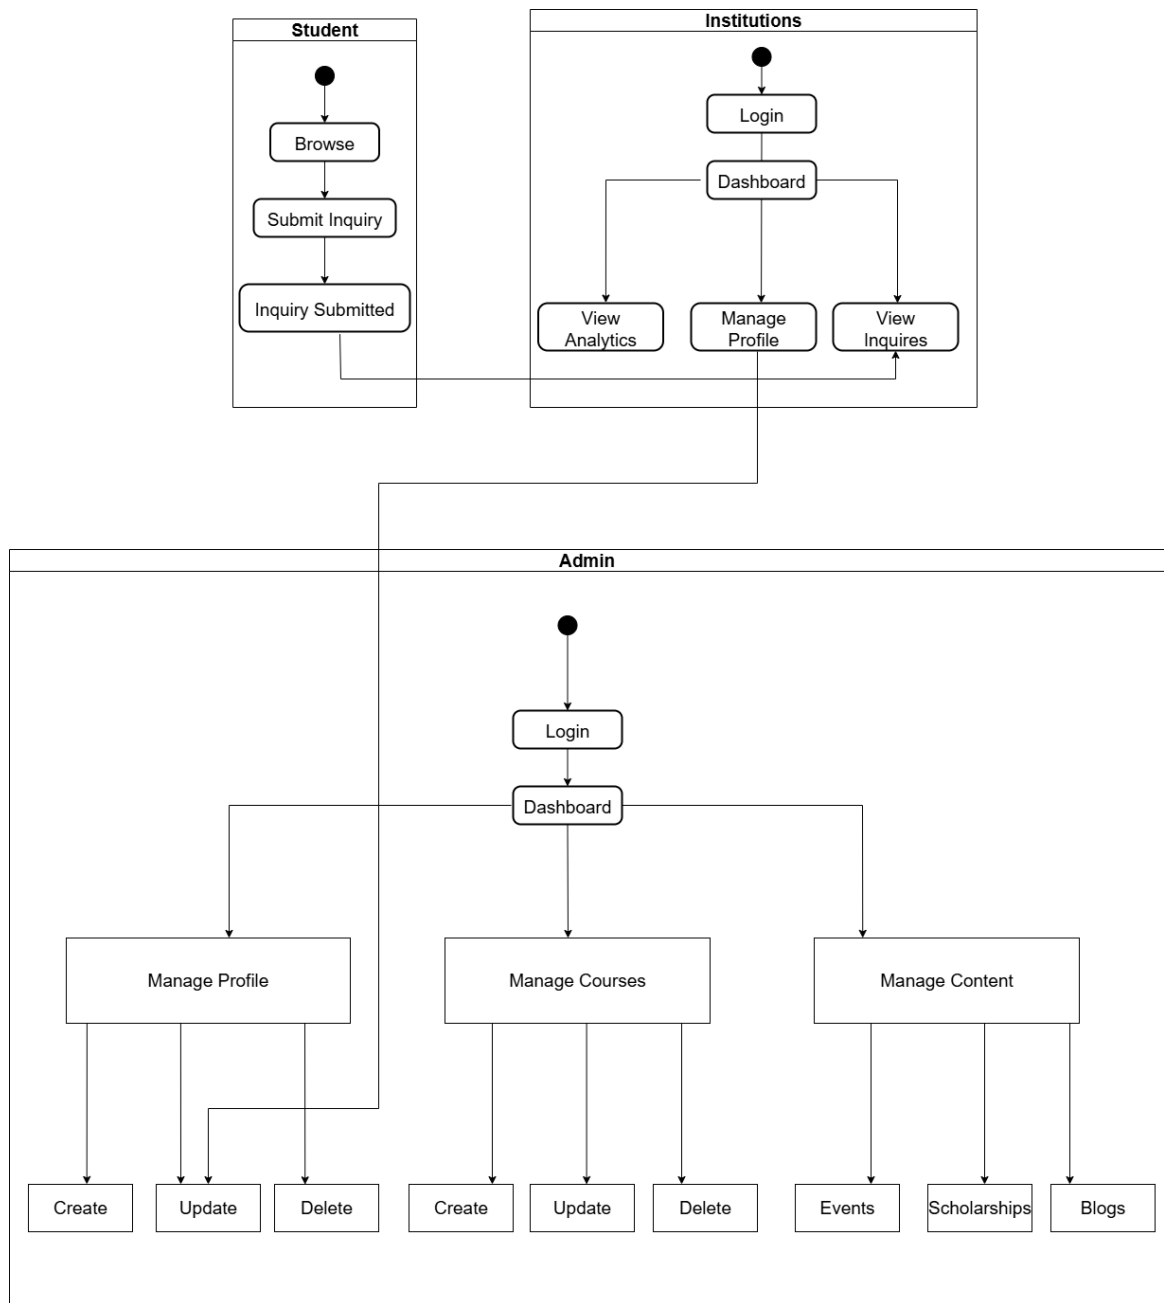 Student
Browse
Submit Inquiry
Inquiry Submitted
Institutions
Login
Dashboard
View
Analytics
Manage
Profile
View
Inquires
Admin
Login
Dashboard
Manage Profile
Manage Courses
Manage Content
Create
Update
Delete
Create
Update
Delete
Events
Scholarships
Blogs